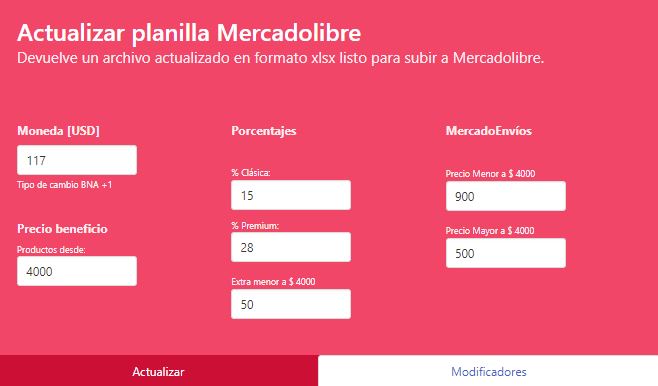 Actualizar planilla Mercadolibre
Devuelve un archivo actualizado en formato xlsx listo para subir a Mercadolibre.
Moneda [USD]
117
Tipo de cambio BNA +1
Precio beneficio
Productos desde:
4000
Porcentajes
% Clásica:
15
% Premium:
28
Extra menor a $ 4000
50
MercadoEnvíos
Precio Menor a $ 4000
900
Precio Mayor a $ 4000
500
Actualizar
Modificadores